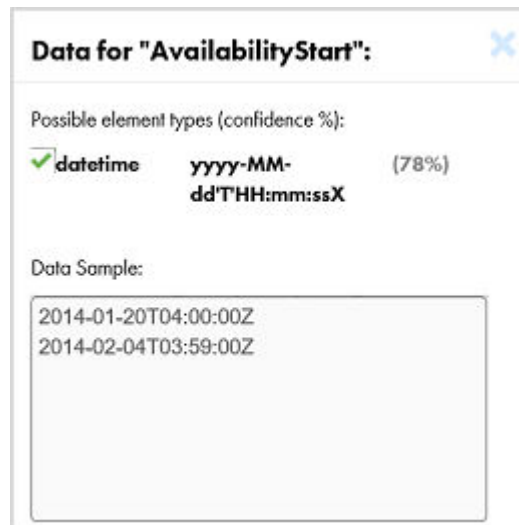 Data for "AvailabilityStart":
Possible element types (confidence %):
datetime yyyy-MM- (78%)
dd'T'HH:mm:ssX
Data Sample:
2014-01-20T04:00:00Z
2014-02-04T03:59:00Z